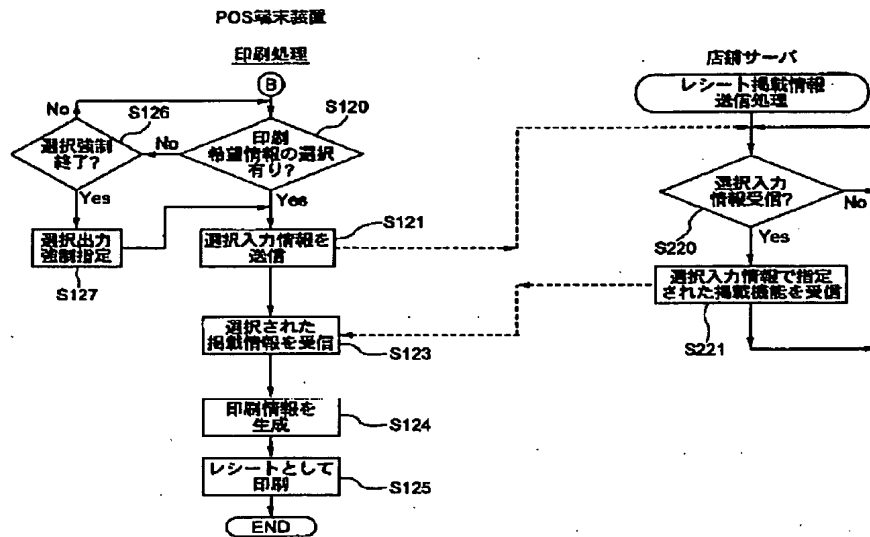 POS端末装置
印刷処理
B
No
S126
S120
選択強制
終了?
No
印刷
希望情報の選択
有り?
Yes
Yes
選択出力
強制指定
S127
選択入力情報を
送信
S121
選択された
掲載情報を受信
S123
印刷情報を
生成
S124
レシートとして
印刷
S125
END
店舗サーバ
レシート掲載情報
送信処理
選択入力
情報受信?
No
S220
Yes
選択入力情報で指定
された掲載機能を受信
S221